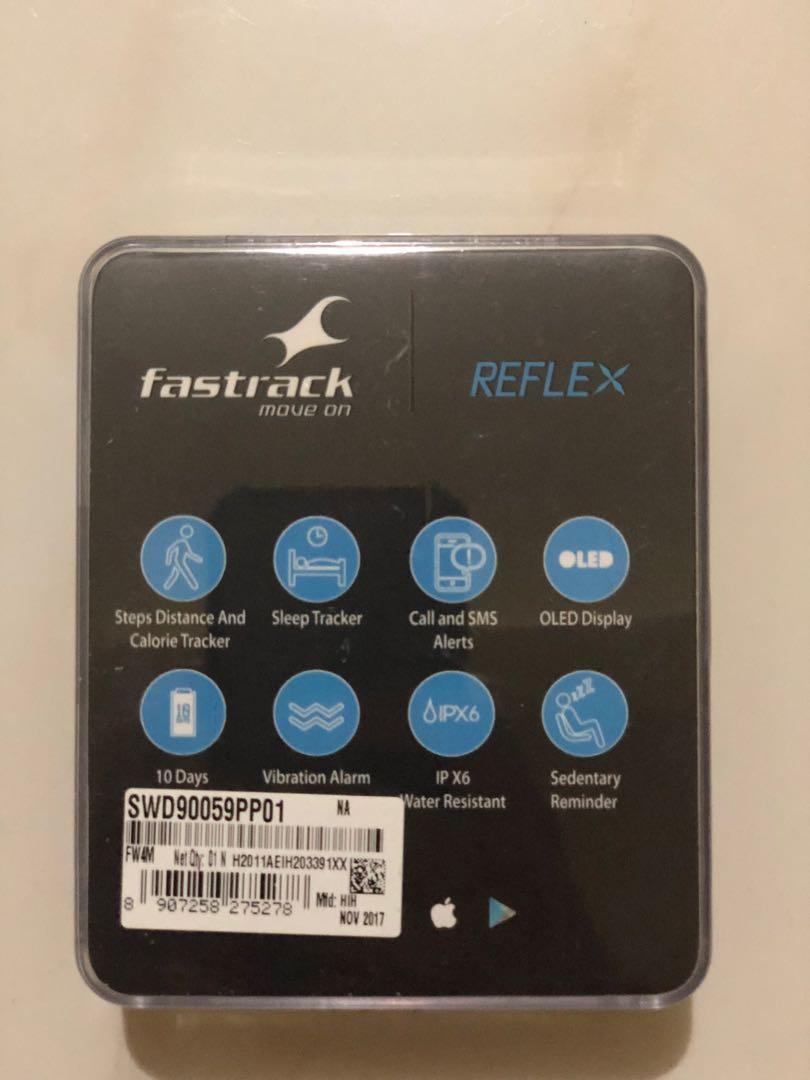 fastrack
move on
REFLEX
OLED
Steps Distance And
Calorie Tracker
Sleep Tracker
Call and SMS
Alerts
OLED Display
10
zzZ
IPX6
10 Days
Vibration Alarm
IP X6
Water Resistant
Sedentary
Reminder
SWD90059PP01
NA
FW4M Net Qty: 01 N H2011AEIH203391XX
8 907258 275278
Mfd: HIH
NOV 2017